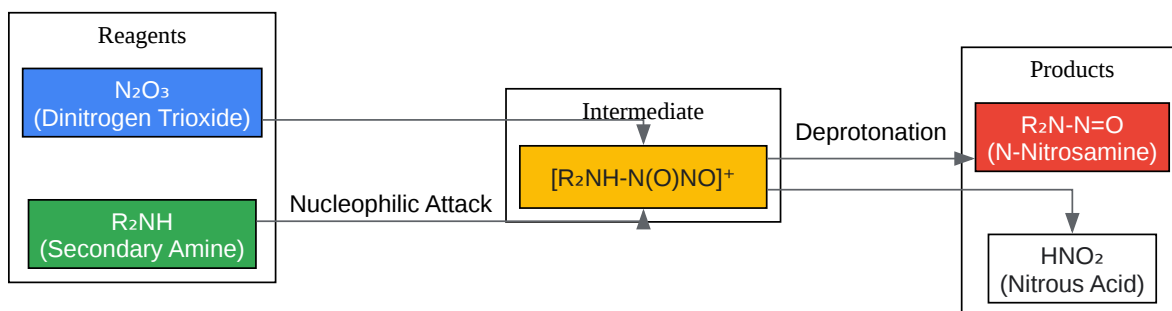 Reagents
N₂O₃
(Dinitrogen Trioxide)
R₂NH
(Secondary Amine)
Nucleophilic Attack
Intermediate
[R₂NH-N(O)NO]⁺
Deprotonation
Products
R₂N-N=O
(N-Nitrosamine)
HNO₂
(Nitrous Acid)